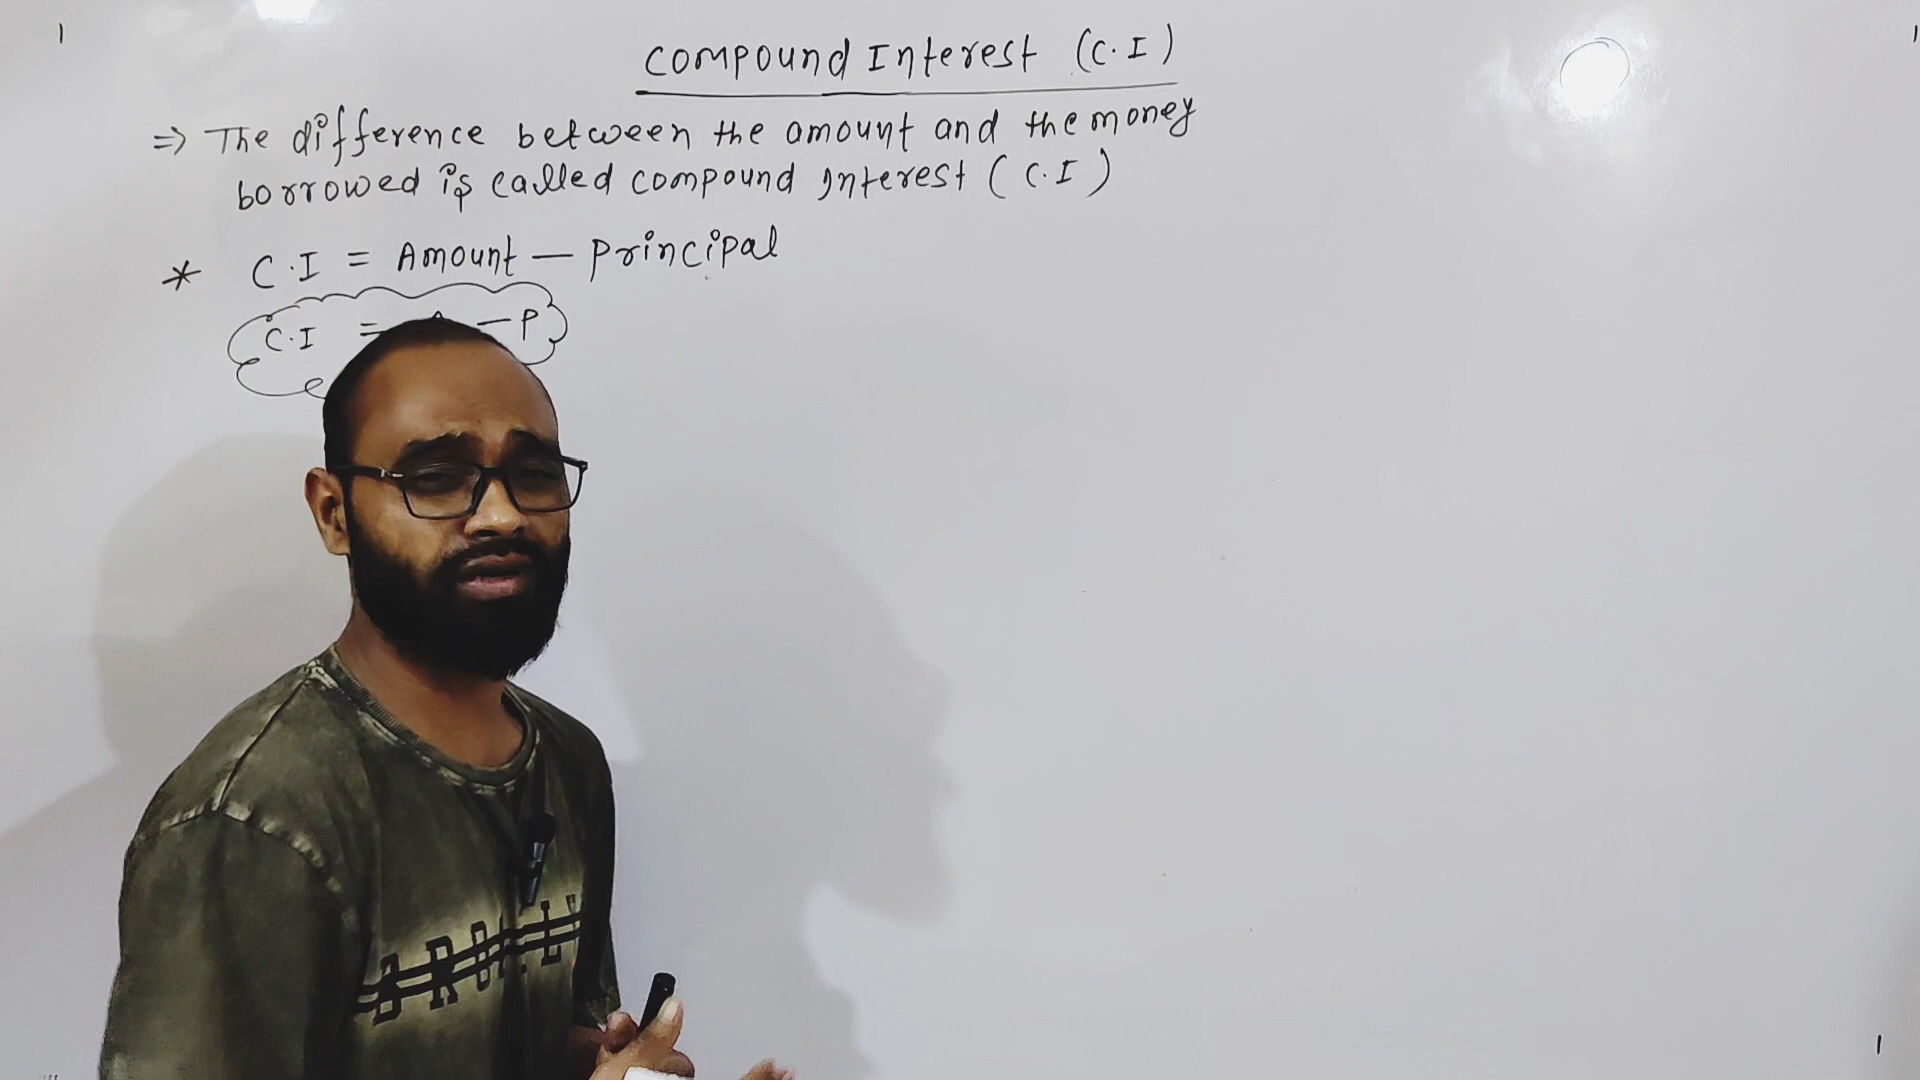 Compound Interest (C.I)
=> The difference between the amount and the money
borrowed is called compound Interest (C.I)
* C.I = Amount — Principal
C.I = — P